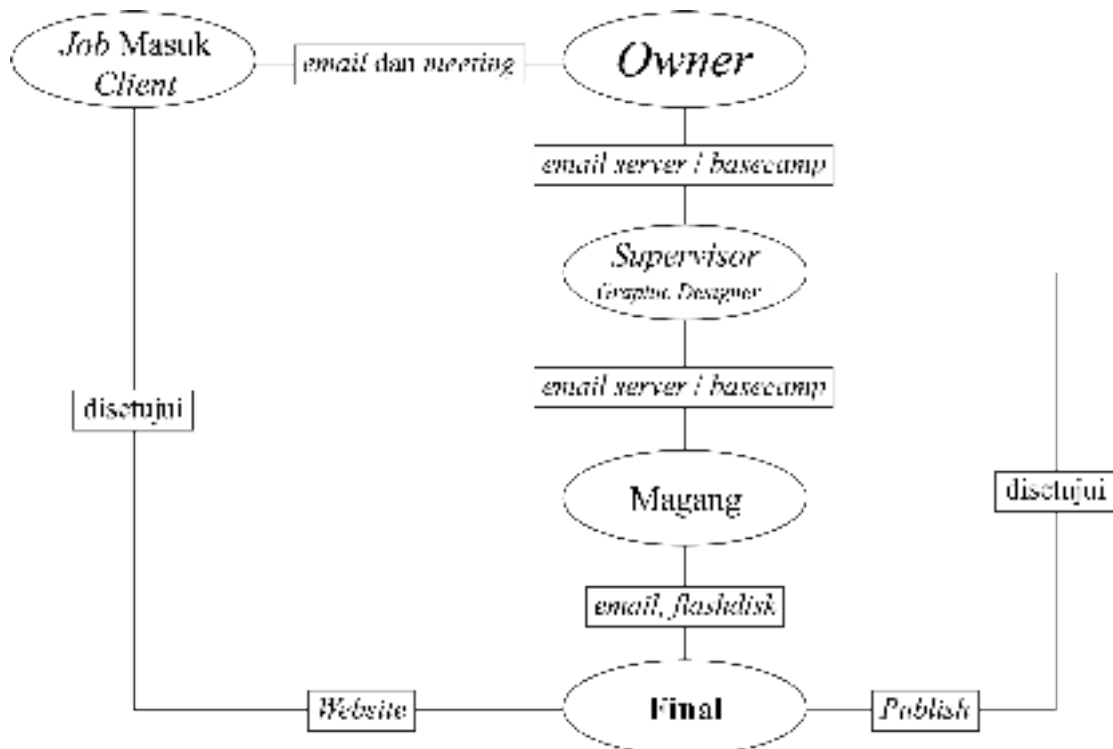 Job Masuk
Client
email dan meeting
Owner
email server / basecamp
Supervisor
Graphic Designer
email server / basecamp
disetujui
Magang
disetujui
email, flashdisk
Website
Final
Publish